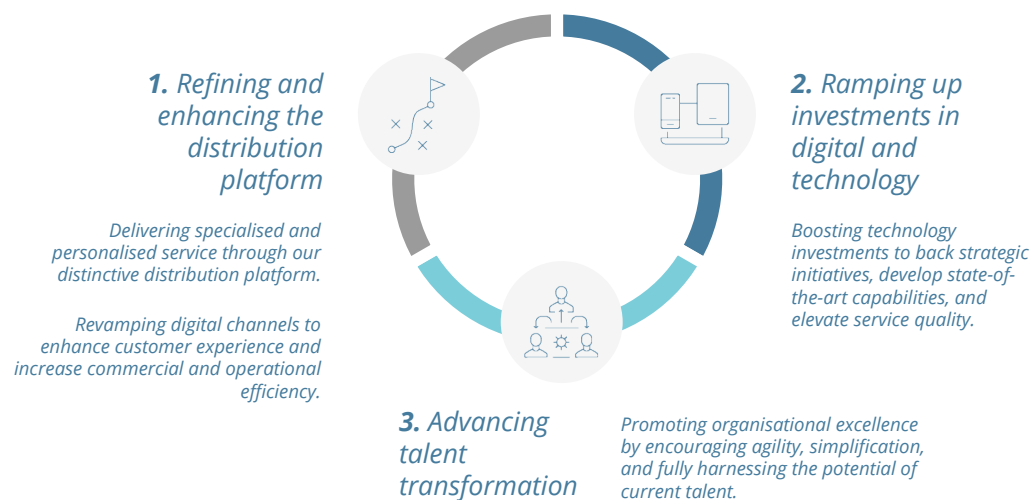 1. Refining and
enhancing the
distribution
platform
Delivering specialised and
personalised service through our
distinctive distribution platform.
Revamping digital channels to
enhance customer experience and
increase commercial and operational
efficiency.
2. Ramping up
investments in
digital and
technology
Boosting technology
investments to back strategic
initiatives, develop state-of-
the-art capabilities, and
elevate service quality.
3. Advancing
talent
transformation
Promoting organisational excellence
by encouraging agility, simplification,
and fully harnessing the potential of
current talent.